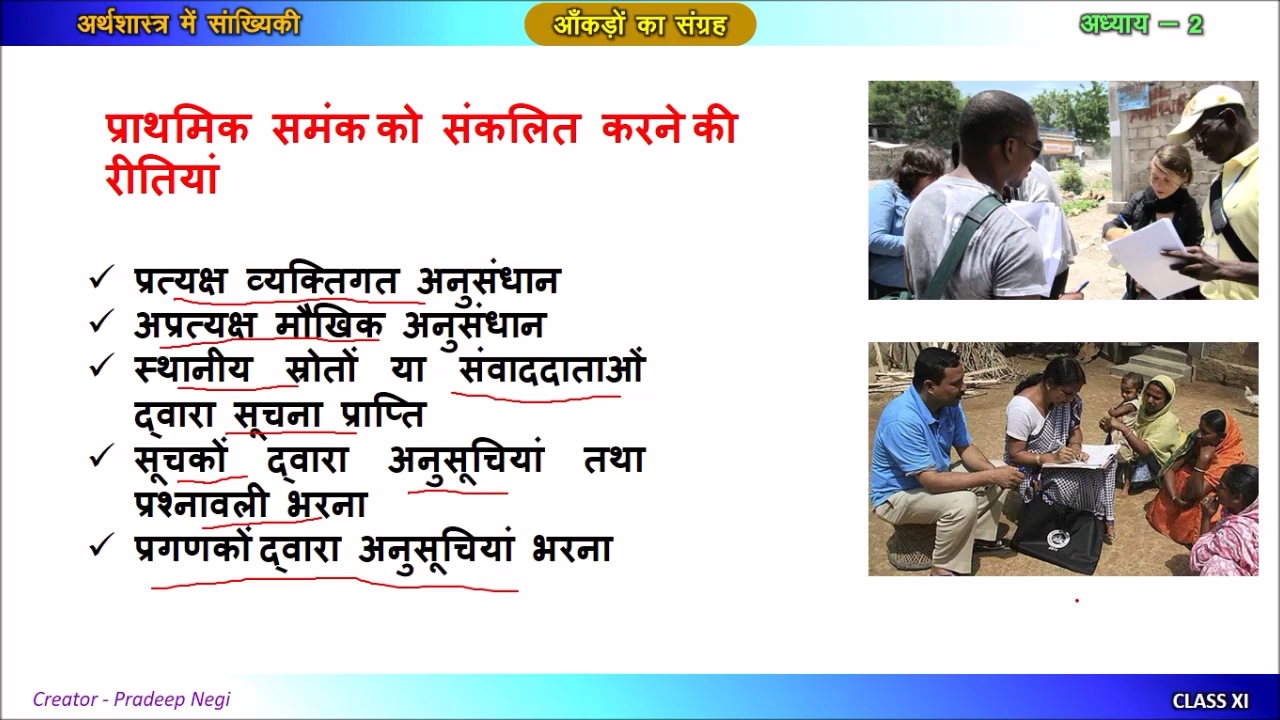 अर्थशास्त्र में सांख्यिकी
आँकड़ों का संग्रह
अध्याय – 2
प्राथमिक समंक को संकलित करने की
रीतियां
✓ प्रत्यक्ष व्यक्तिगत अनुसंधान
✓ अप्रत्यक्ष मौखिक अनुसंधान
✓ स्थानीय स्रोतों या संवाददाताओं
द्वारा सूचना प्राप्ति
✓ सूचकों द्वारा अनुसूचियां तथा
प्रश्नावली भरना
✓ प्रगणकों द्वारा अनुसूचियां भरना
Creator - Pradeep Negi
CLASS XI